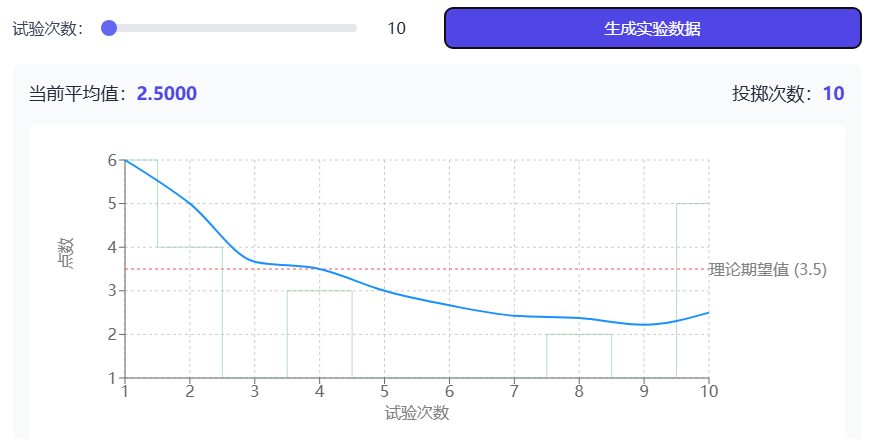 试验次数： 10 生成实验数据
当前平均值：2.5000 投掷次数：10
6
5
4
3
2
1
点数
理论期望值 (3.5)
1 2 3 4 5 6 7 8 9 10
试验次数